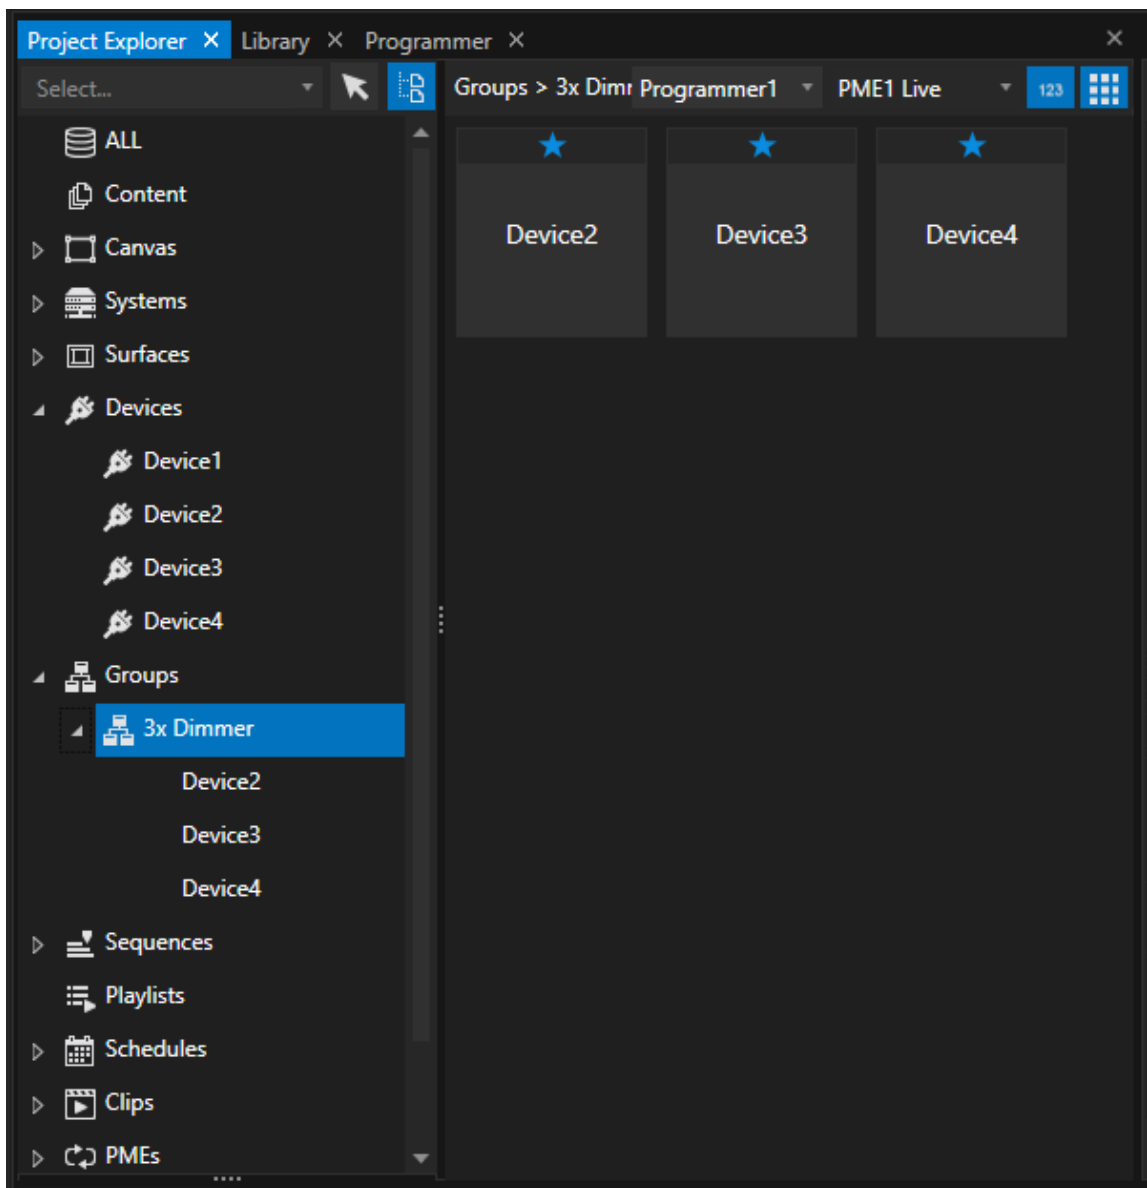 Project Explorer Library Programmer
Select...
Groups > 3x Dimr Programmer1 PME1 Live 123
ALL
Content
Canvas
Systems
Surfaces
Devices
Device1
Device2
Device3
Device4
Groups
3x Dimmer
Device2
Device3
Device4
Sequences
Playlists
Schedules
Clips
PMEs
Device2 Device3 Device4